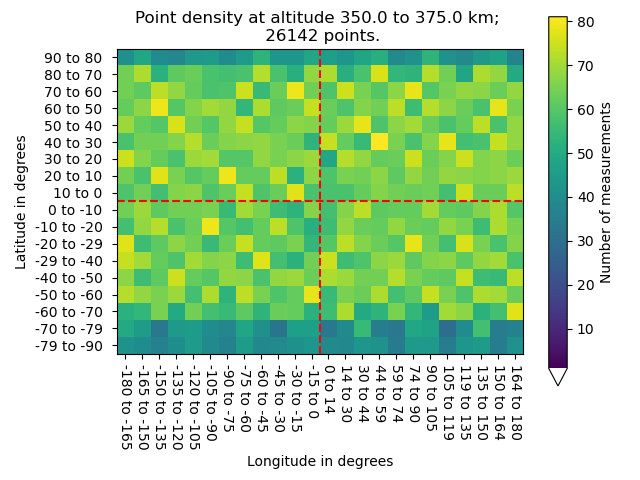 Point density at altitude 350.0 to 375.0 km;
26142 points.
Latitude in degrees
90 to 80
80 to 70
70 to 60
60 to 50
50 to 40
40 to 30
30 to 20
20 to 10
10 to 0
0 to -10
-10 to -20
-20 to -29
-29 to -40
-40 to -50
-50 to -60
-60 to -70
-70 to -79
-79 to -90
-180 to -165
-165 to -150
-150 to -135
-135 to -120
-120 to -105
-105 to -90
-90 to -75
-75 to -60
-60 to -45
-45 to -30
-30 to -15
-15 to 0
0 to 14
14 to 30
30 to 44
44 to 59
59 to 74
74 to 90
90 to 105
105 to 119
119 to 135
135 to 150
150 to 164
164 to 180
Longitude in degrees
80
70
60
50
40
30
20
10
Number of measurements